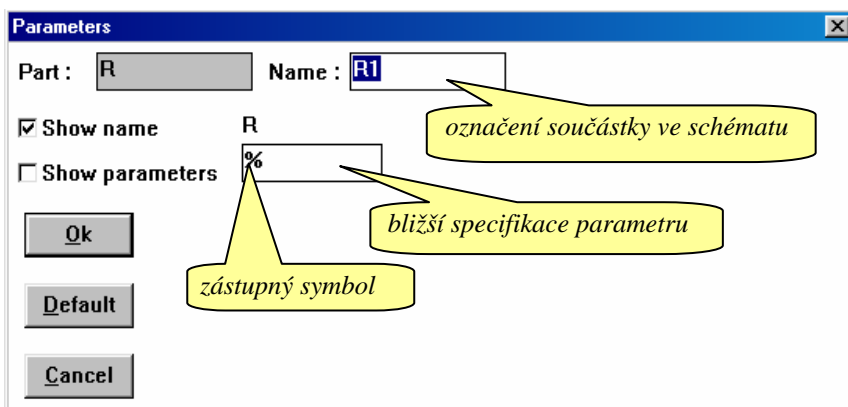 Parameters
Part : R Name : R1
označení součástky ve schématu
Show name R
Show parameters %
bližší specifikace parametru
Ok
zástupný symbol
Default
Cancel